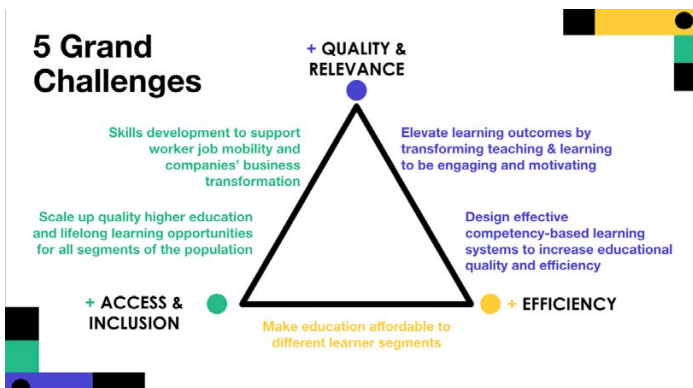 5 Grand
Challenges
+ QUALITY &
RELEVANCE
Skills development to support
worker job mobility and
companies' business
transformation
Elevate learning outcomes by
transforming teaching & learning
to be engaging and motivating
Scale up quality higher education
and lifelong learning opportunities
for all segments of the population
Design effective
competency-based learning
systems to increase educational
quality and efficiency
+ ACCESS &
INCLUSION
+ EFFICIENCY
Make education affordable to
different learner segments